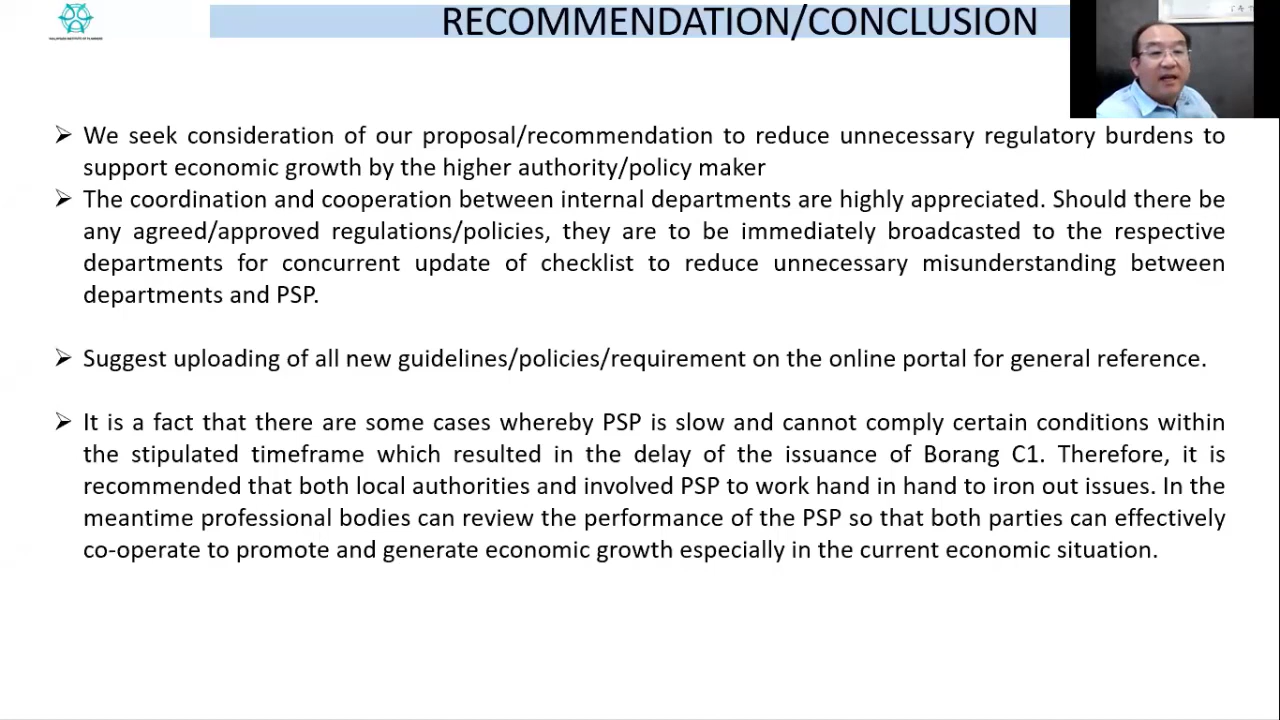 RECOMMENDATION/CONCLUSION
➢ We seek consideration of our proposal/recommendation to reduce unnecessary regulatory burdens to
support economic growth by the higher authority/policy maker
➢ The coordination and cooperation between internal departments are highly appreciated. Should there be
any agreed/approved regulations/policies, they are to be immediately broadcasted to the respective
departments for concurrent update of checklist to reduce unnecessary misunderstanding between
departments and PSP.
➢ Suggest uploading of all new guidelines/policies/requirement on the online portal for general reference.
➢ It is a fact that there are some cases whereby PSP is slow and cannot comply certain conditions within
the stipulated timeframe which resulted in the delay of the issuance of Borang C1. Therefore, it is
recommended that both local authorities and involved PSP to work hand in hand to iron out issues. In the
meantime professional bodies can review the performance of the PSP so that both parties can effectively
co-operate to promote and generate economic growth especially in the current economic situation.